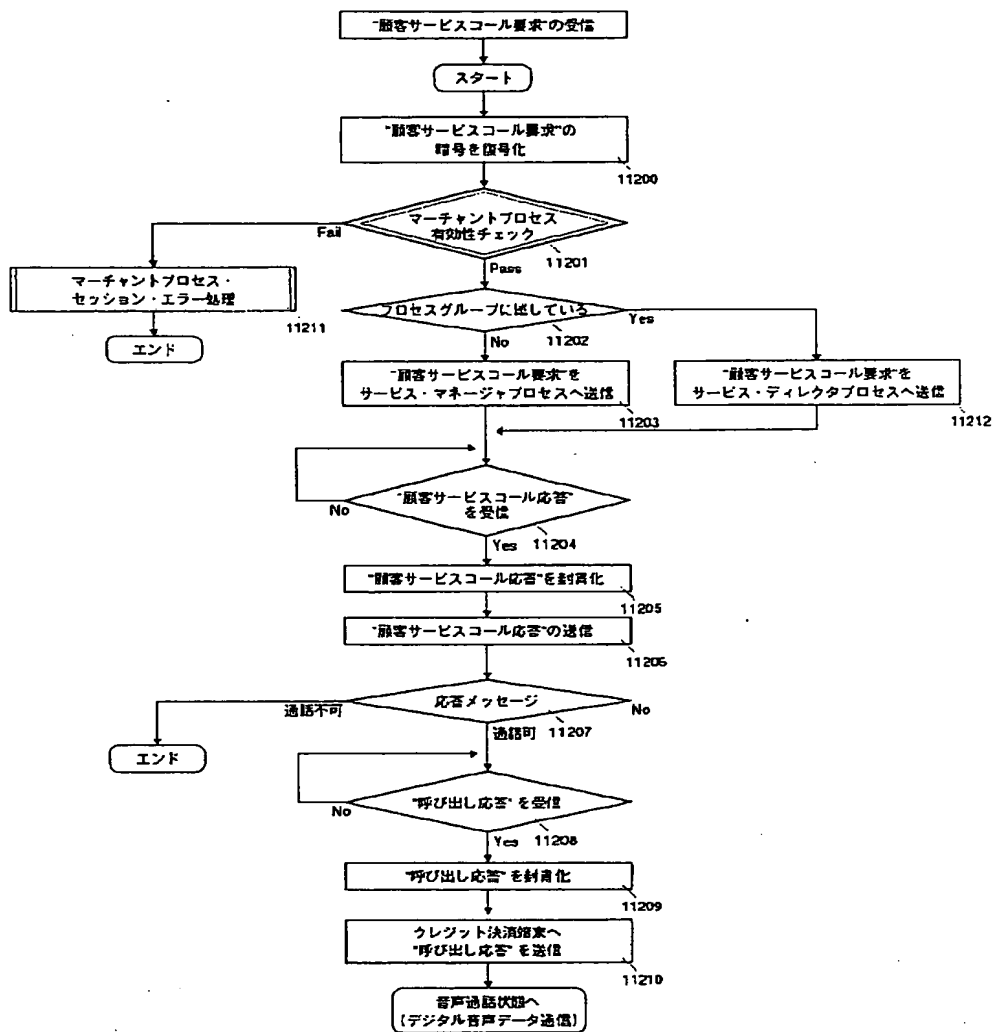 "顧客サービスコール要求"の受信
スタート
"顧客サービスコール要求"の
暗号を復号化
11200
マーチャントプロセス
有効性チェック
11201
Fail
Pass
マーチャントプロセス・
セッション・エラー処理
11211
エンド
プロセスグループに属している
11202
Yes
No
"顧客サービスコール要求"を
サービス・マネージャプロセスへ送信
11203
"顧客サービスコール要求"を
サービス・ディレクタプロセスへ送信
11212
"顧客サービスコール応答"
を受信
11204
No
Yes
"顧客サービスコール応答"を封書化
11205
"顧客サービスコール応答"の送信
11206
応答メッセージ
11207
通話不可
No
通話可
エンド
"呼び出し応答"を受信
11208
No
Yes
"呼び出し応答"を封書化
11209
クレジット決済端末へ
"呼び出し応答"を送信
11210
音声通話状態へ
(デジタル音声データ通信)